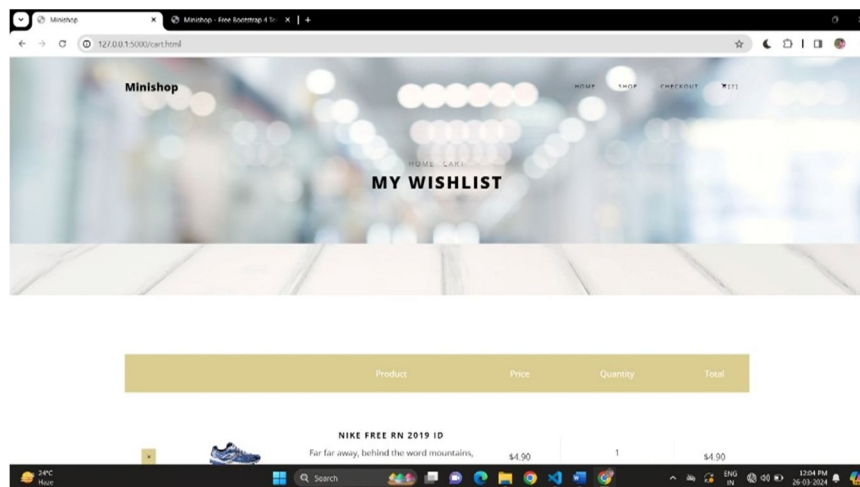 Minishop
Minishop - Free Bootstrap 4 Te
127.0.0.1:5000/cart.html
Minishop
HOME SHOP CHECKOUT
HOME CART
MY WISHLIST
Product Price Quantity Total
NIKE FREE RN 2019 ID
Far far away, behind the word mountains,
$4.90 1 $4.90
24°C
Haze
Search
ENG
IN
12:04 PM
26-03-2024